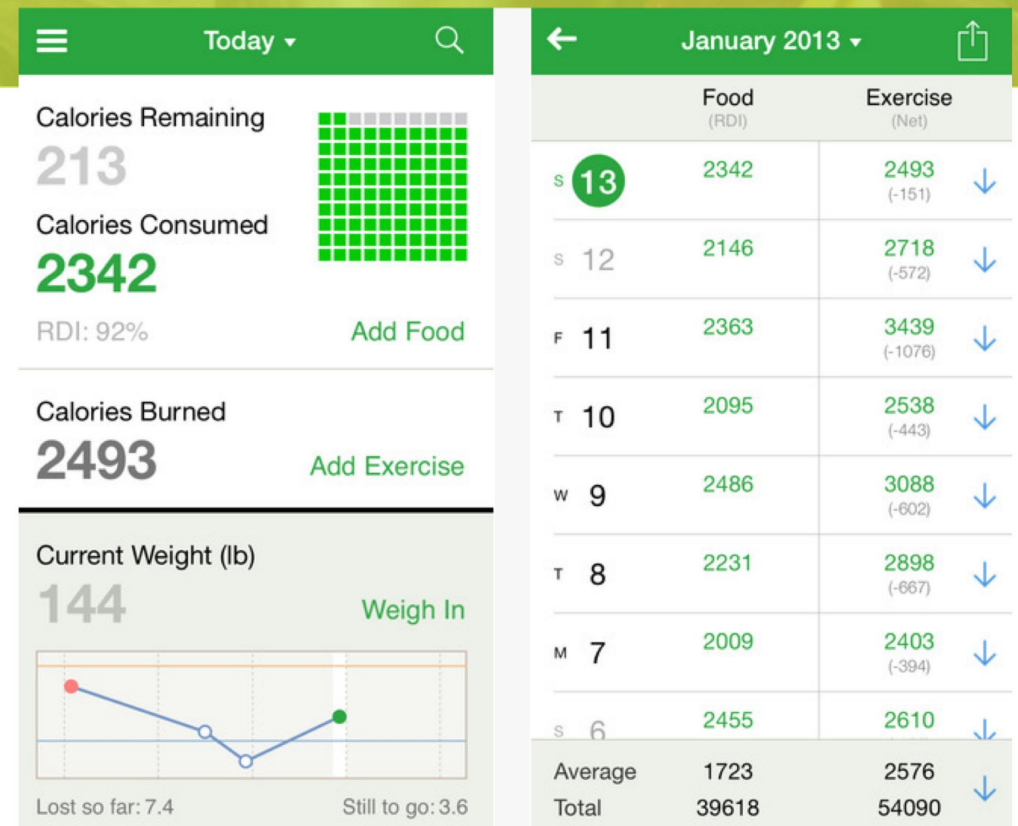 Today
Calories Remaining
213
Calories Consumed
2342
RDI: 92%
Add Food
Calories Burned
2493
Add Exercise
Current Weight (lb)
144
Weigh In
Lost so far: 7.4
Still to go: 3.6
January 2013
Food Exercise
(RDI) (Net)
S 13 2342 2493
(-151)
S 12 2146 2718
(-572)
F 11 2363 3439
(-1076)
T 10 2095 2538
(-443)
W 9 2486 3088
(-602)
T 8 2231 2898
(-667)
M 7 2009 2403
(-394)
S 6 2455 2610
Average 1723 2576
Total 39618 54090